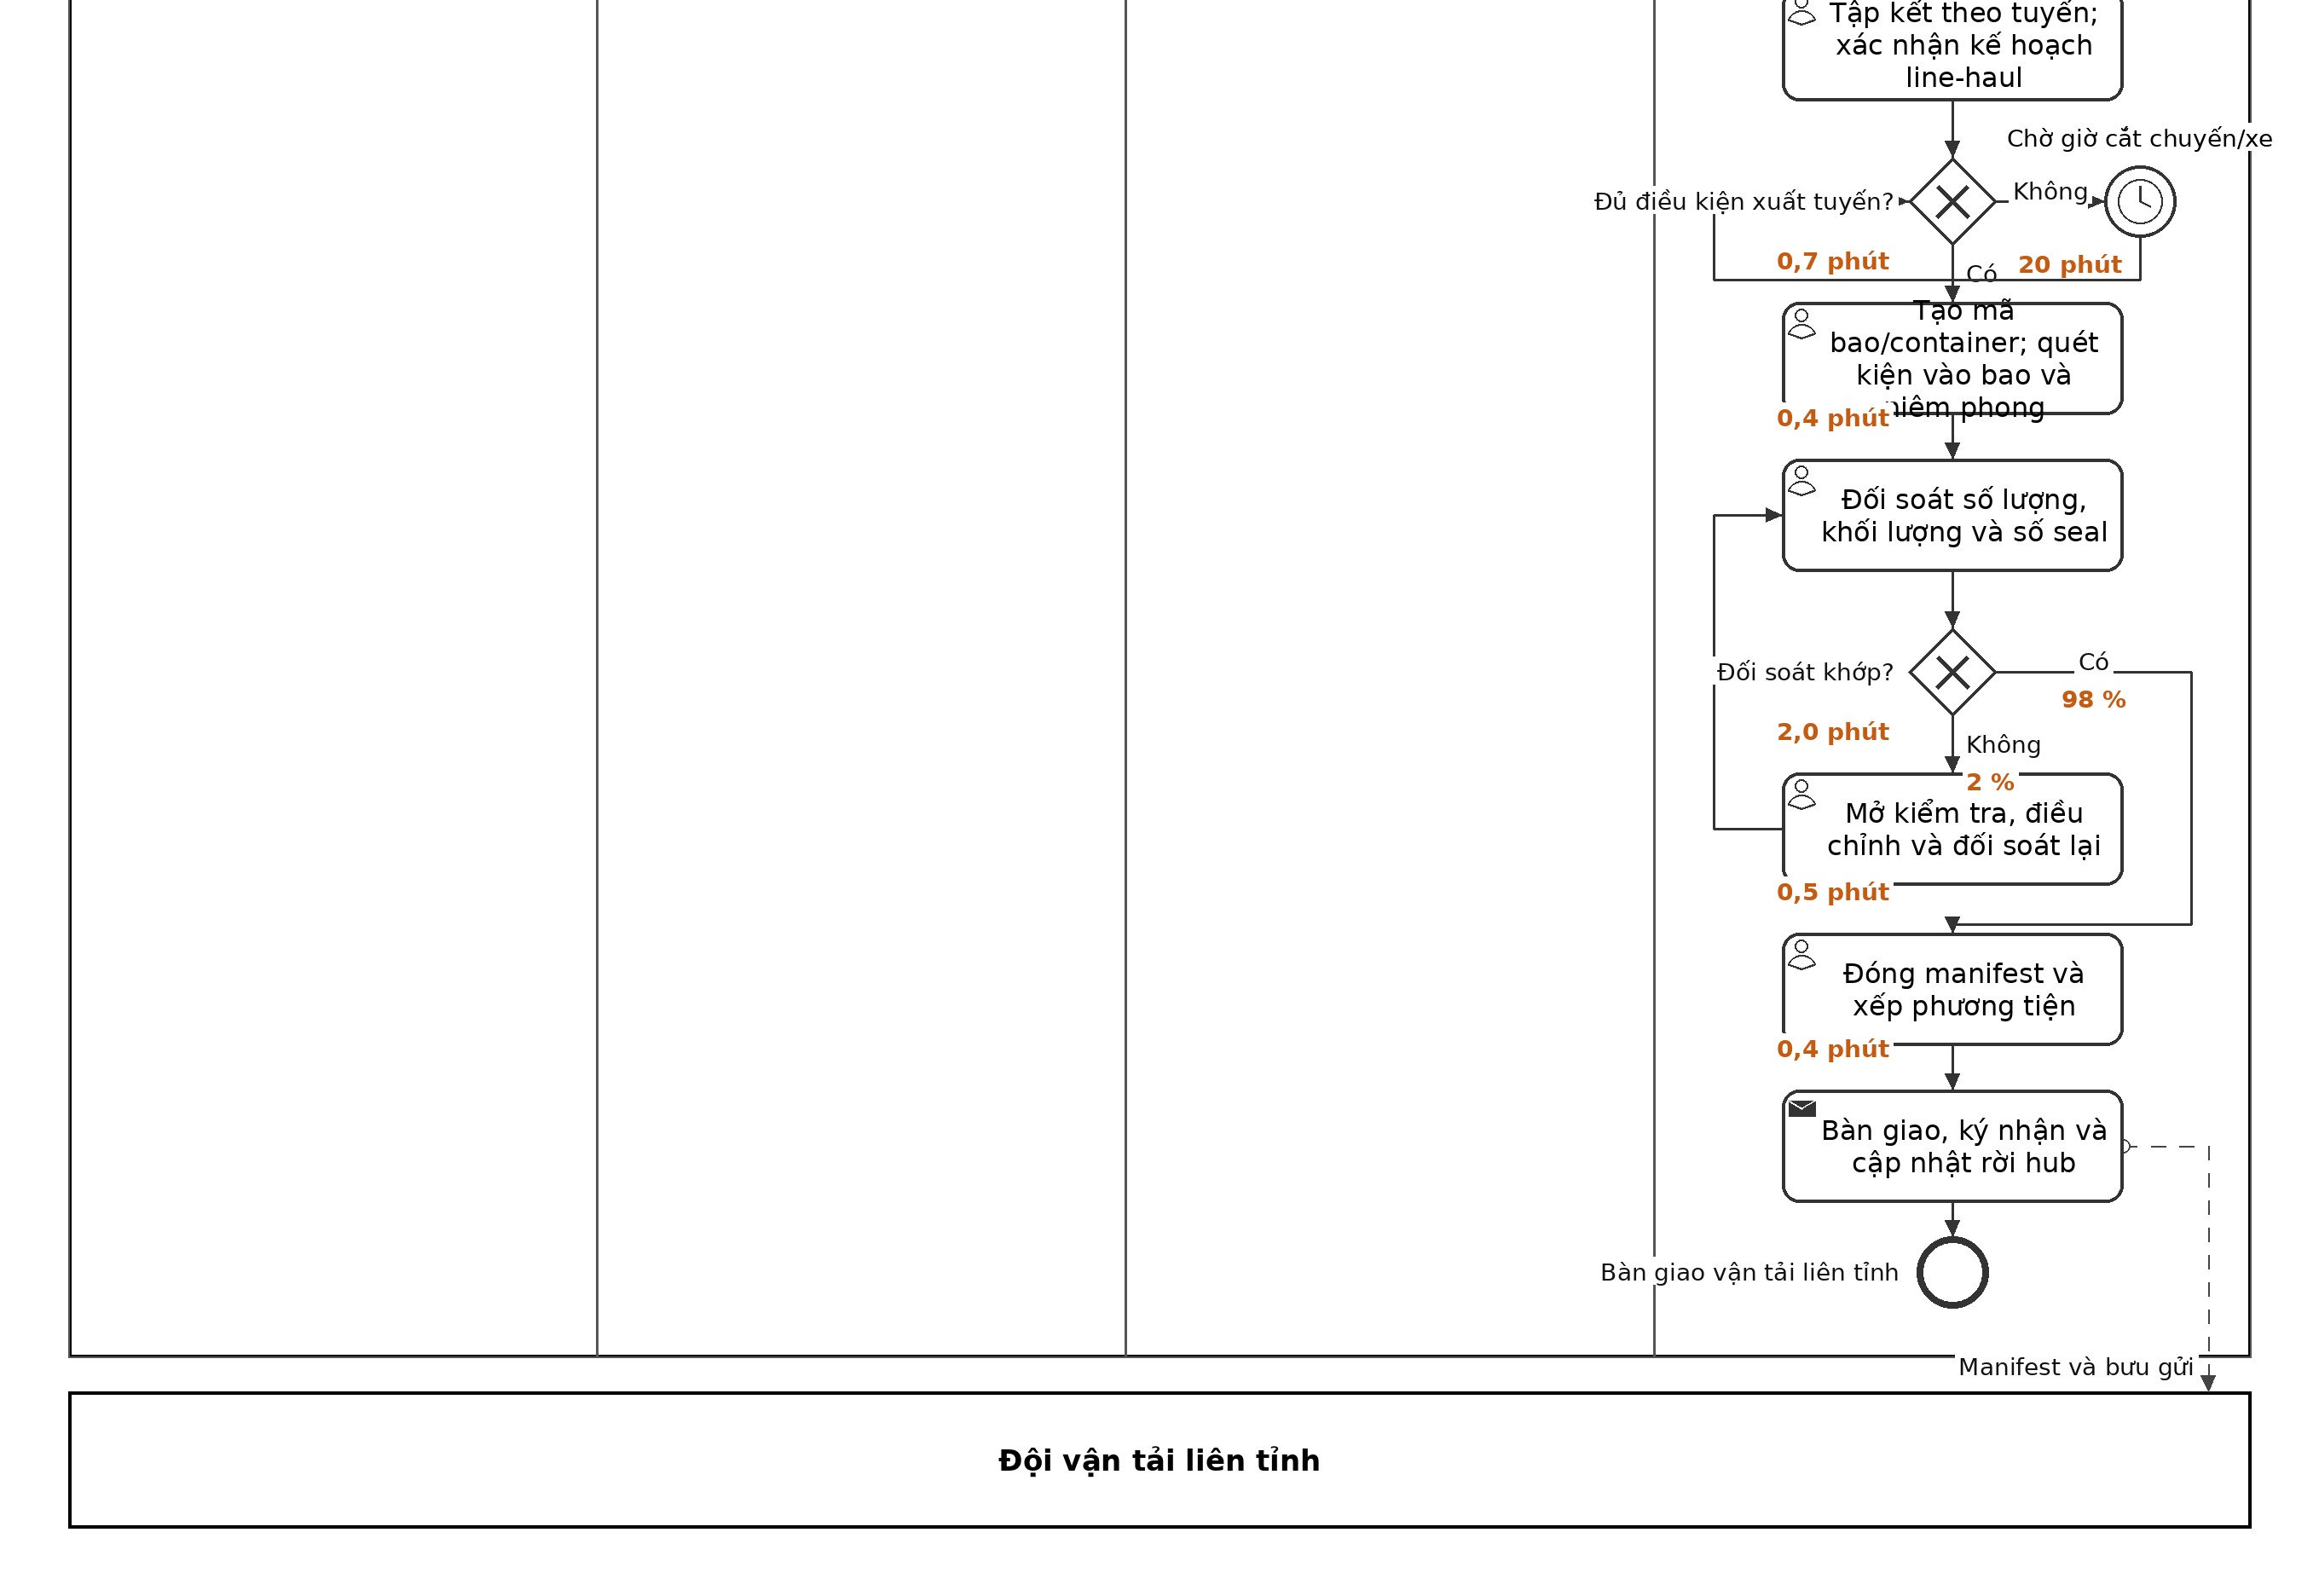 Tập kết theo tuyến;
xác nhận kế hoạch
line-haul
Chờ giờ cắt chuyến/xe
Đủ điều kiện xuất tuyến?
Không
0,7 phút
Có
20 phút
Tạo mã
bao/container; quét
kiện vào bao và
phong
0,4 phút
Đối soát số lượng,
khối lượng và số seal
Đối soát khớp?
Có
98 %
2,0 phút
Không
2 %
Mở kiểm tra, điều
chỉnh và đối soát lại
0,5 phút
Đóng manifest và
xếp phương tiện
0,4 phút
Bàn giao, ký nhận và
cập nhật rời hub
Bàn giao vận tải liên tỉnh
Manifest và bưu gửi
Đội vận tải liên tỉnh